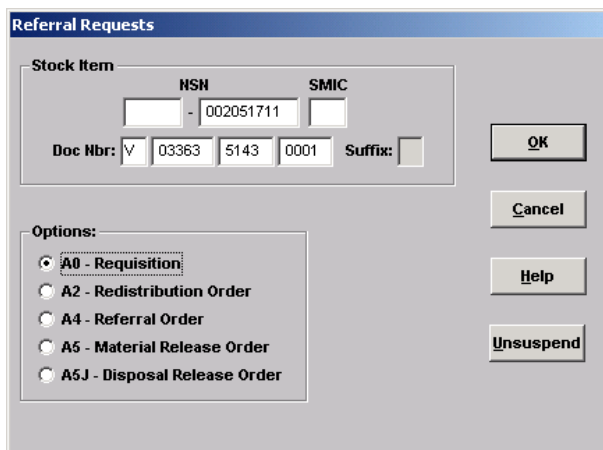 Referral Requests
Stock Item
NSN SMIC
- 002051711
Doc Nbr: V 03363 5143 0001 Suffix:
OK
Cancel
Options:
A0 - Requisition
A2 - Redistribution Order
A4 - Referral Order
A5 - Material Release Order
A5J - Disposal Release Order
Help
Unsuspend